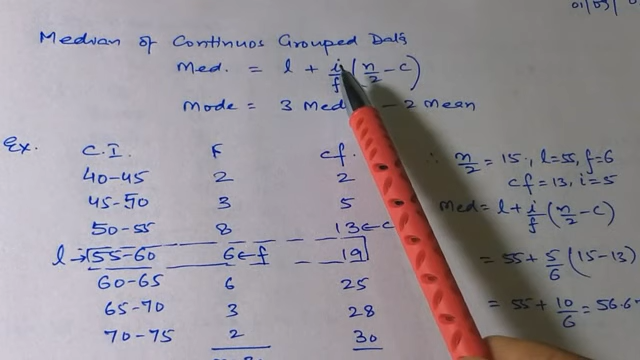 01/05/
Median of Continuos Grouped Data
Med. = l + i/f (n/2 - c)
Mode = 3 Med - 2 Mean
Ex. C.I. F cf.
40-45 2 2
45-50 3 5
50-55 8 13 ← c
l → 55-60 6 ← f 19
60-65 6 25
65-70 3 28
70-75 2 30
∴ n/2 = 15, l=55, f=6
cf = 13, i=5
Med = l + i/f (n/2 - c)
= 55 + 5/6 (15-13)
= 55 + 10/6 = 56.6